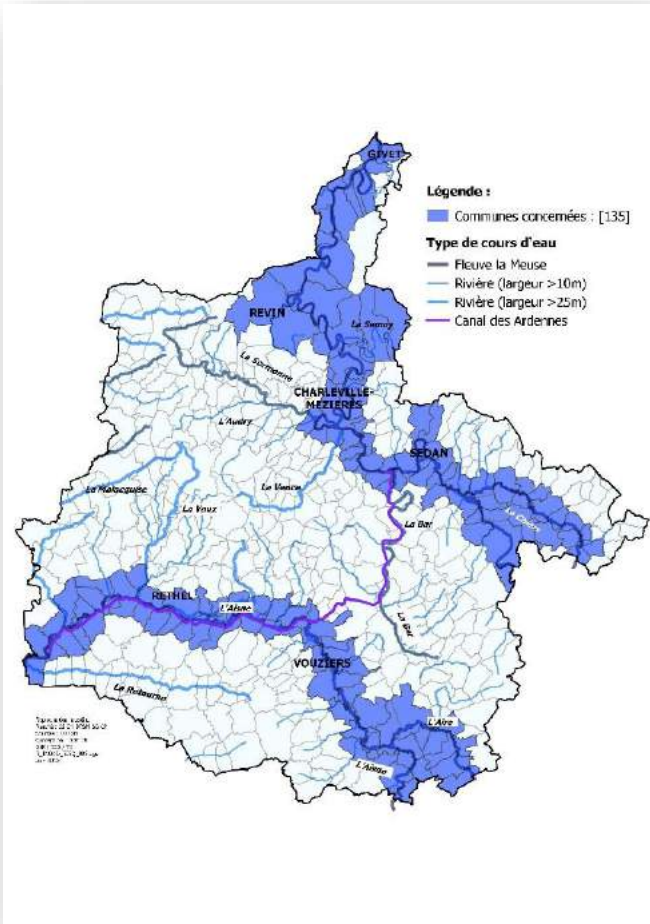 GIVET
Légende :
Communes concernées : [135]
Type de cours d'eau
Fleuve la Meuse
Rivière (largeur >10m)
Rivière (largeur >25m)
Canal des Ardennes
REVIN
La Semoy
La Sormonne
CHARLEVILLE-
MEZIERES
L'Audry
SEDAN
La Malacquise
La Vence
La Vaux
La Chiers
La Bar
RETHEL
L'Aisne
La Bar
VOUZIERS
La Retourne
L'Aire
L'Aisne